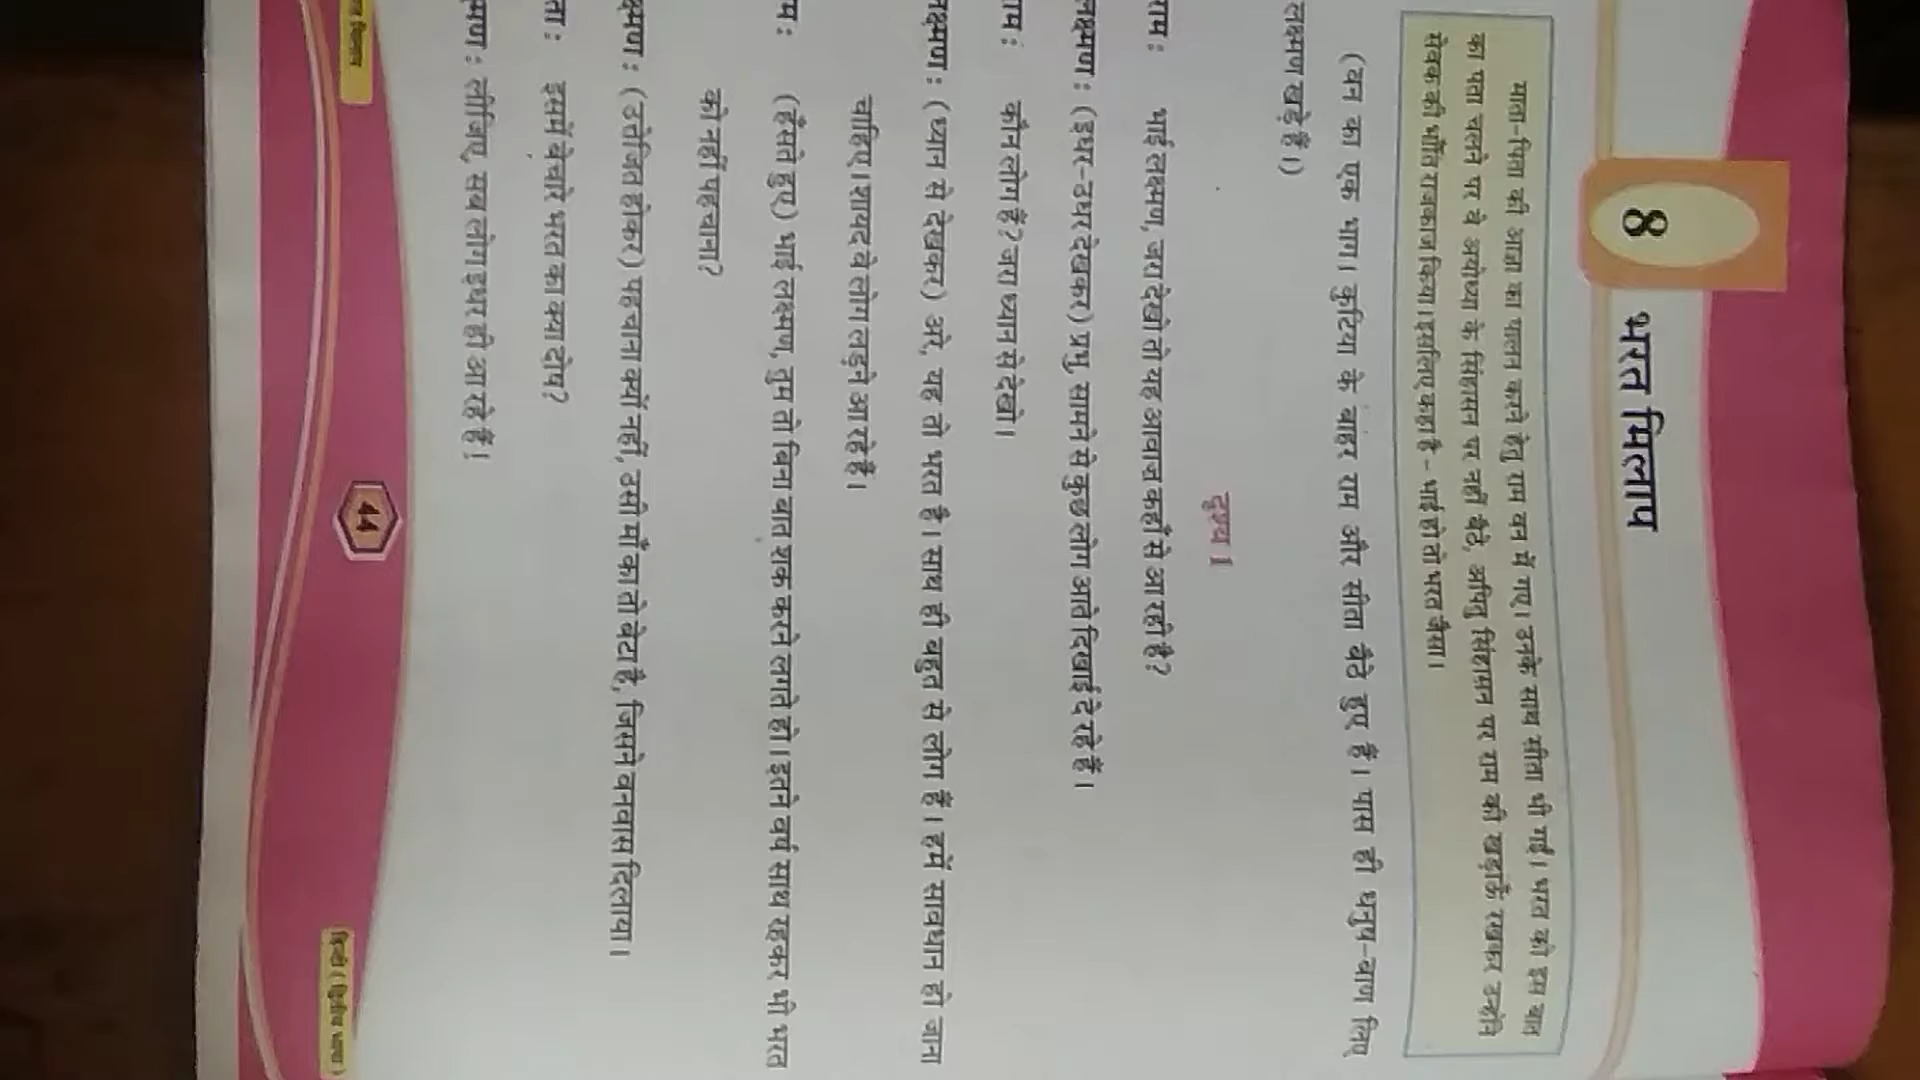 8
भरत मिलाप
माता-पिता की आज्ञा का पालन करने हेतु राम वन में गए। उनके साथ सीता भी गई। भरत को इस बात
का पता चलने पर वे अयोध्या के सिंहासन पर नहीं बैठे, अपितु सिंहासन पर राम की खड़ाऊँ रखकर उन्होंने
सेवक की भाँति राजकाज किया। इसलिए कहा है - भाई हो तो भरत जैसा।
(वन का एक भाग। कुटिया के बाहर राम और सीता बैठे हुए हैं। पास ही धनुष-बाण लिए
लक्ष्मण खड़े हैं।)
दृश्य 1
राम : भाई लक्ष्मण, जरा देखो तो यह आवाज कहाँ से आ रही है?
लक्ष्मण : (इधर-उधर देखकर) प्रभु, सामने से कुछ लोग आते दिखाई दे रहे हैं।
राम : कौन लोग हैं? जरा ध्यान से देखो।
लक्ष्मण : (ध्यान से देखकर) अरे, यह तो भरत है। साथ ही बहुत से लोग हैं। हमें सावधान हो जाना
चाहिए। शायद वे लोग लड़ने आ रहे हैं।
म : (हँसते हुए) भाई लक्ष्मण, तुम तो बिना बात शक करने लगते हो। इतने वर्ष साथ रहकर भी भरत
को नहीं पहचाना?
क्ष्मण : (उत्तेजित होकर) पहचाना क्यों नहीं, उसी माँ का तो बेटा है, जिसने वनवास दिलाया।
ता : इसमें बेचारे भरत का क्या दोष?
मण : लीजिए, सब लोग इधर ही आ रहे हैं।
44
हिन्दी (द्वितीय भाषा)